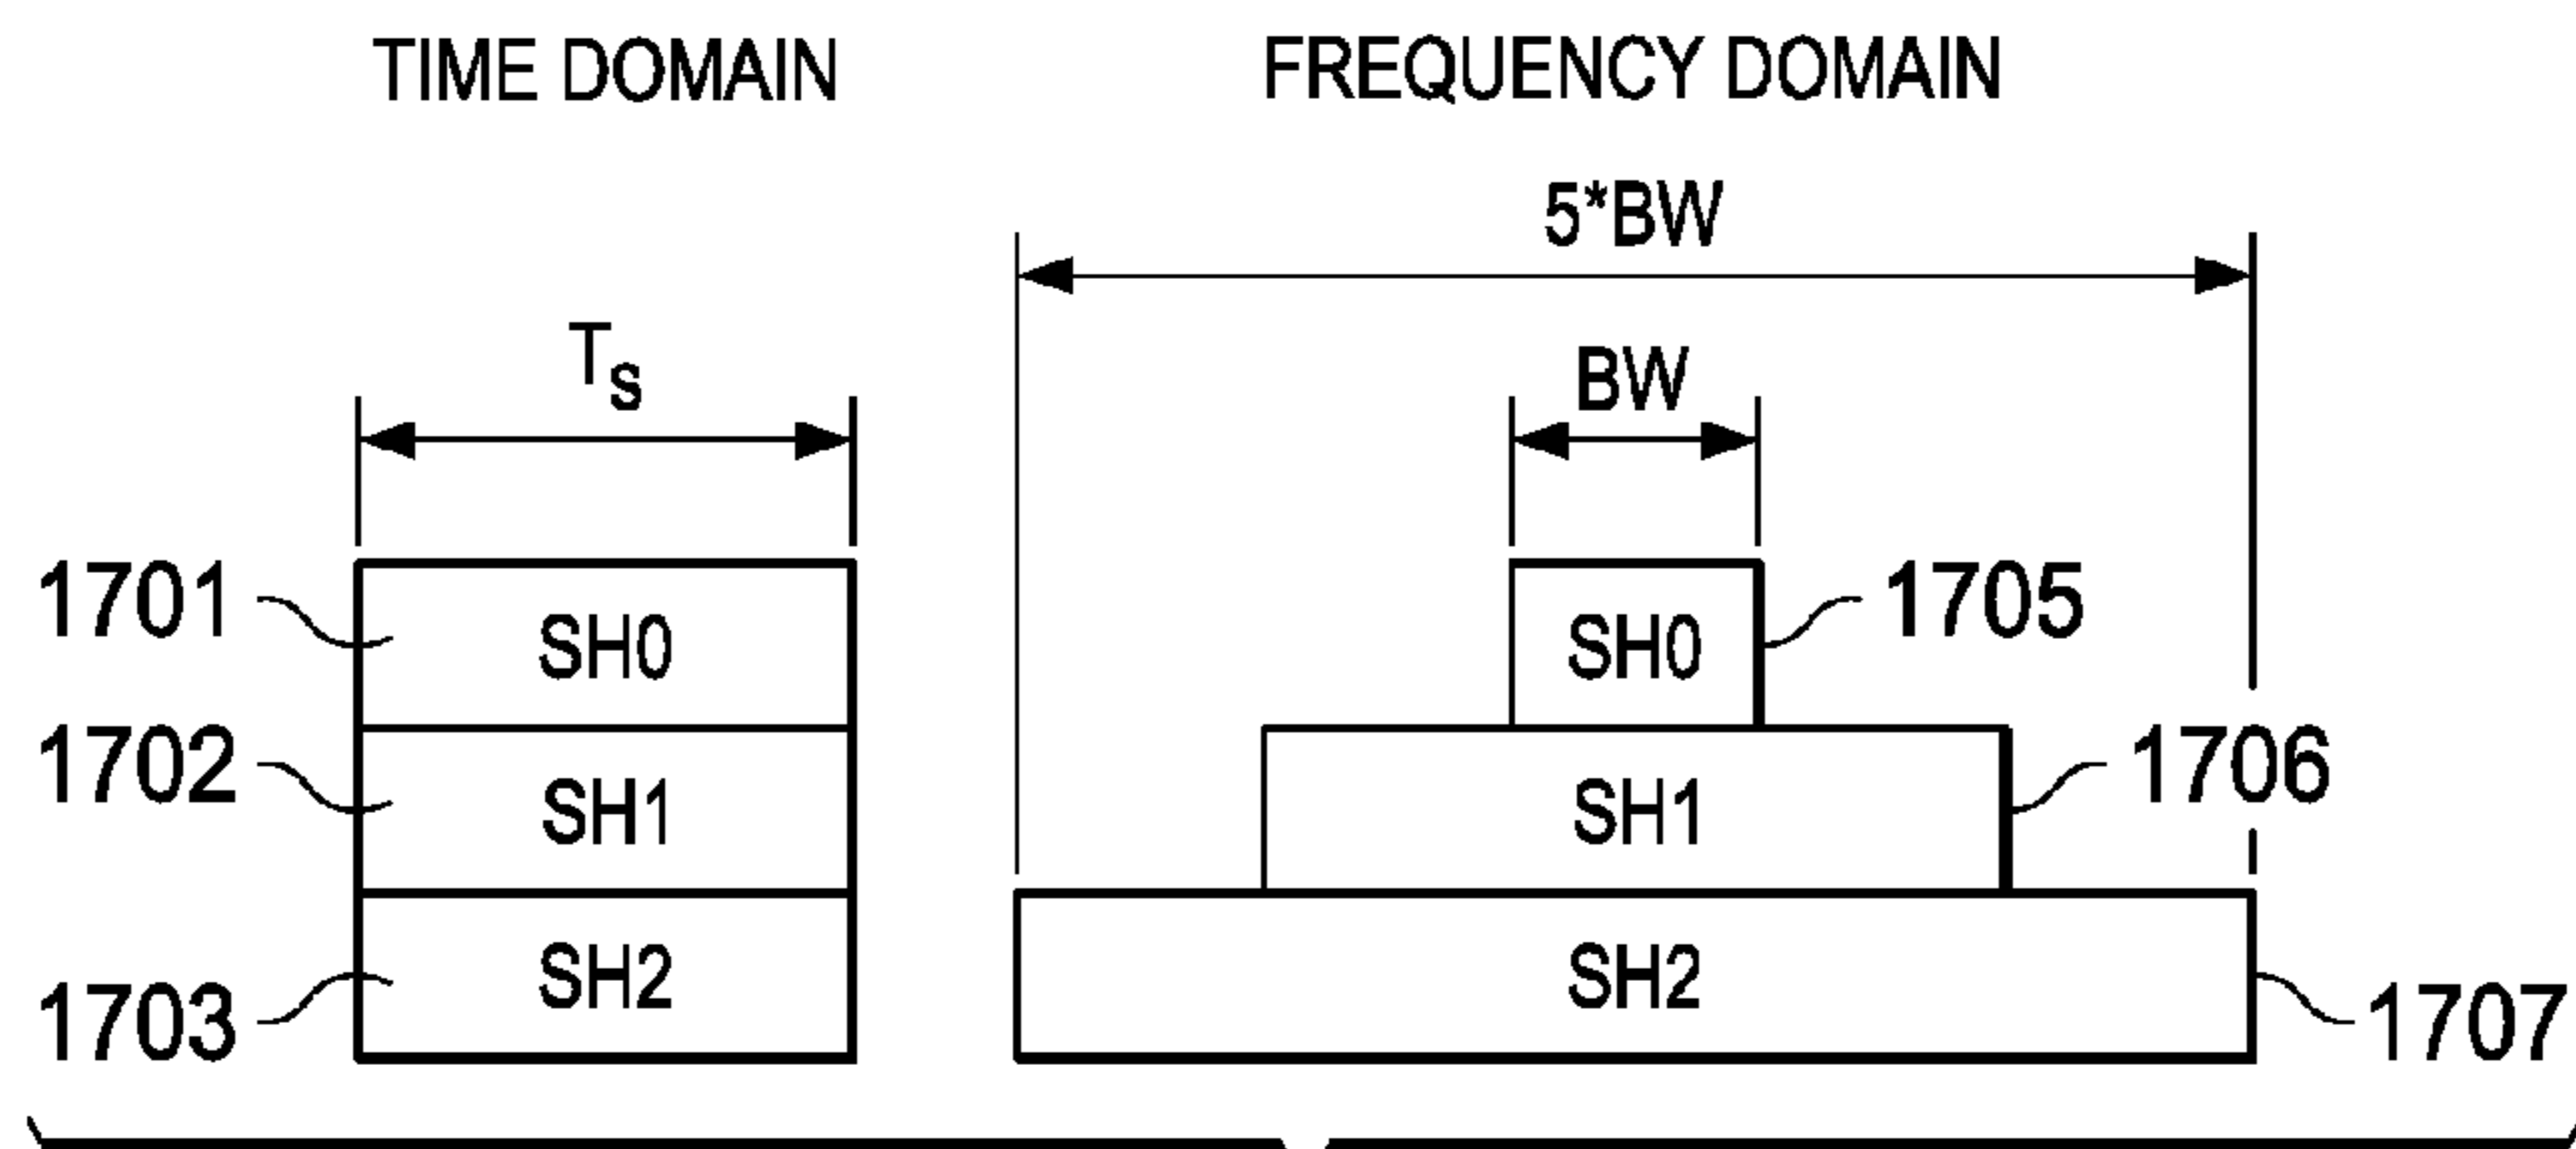 TIME DOMAIN
FREQUENCY DOMAIN
5*BW
Ts
BW
1701
SH0
SH0
1705
1702
SH1
SH1
1706
1703
SH2
SH2
1707